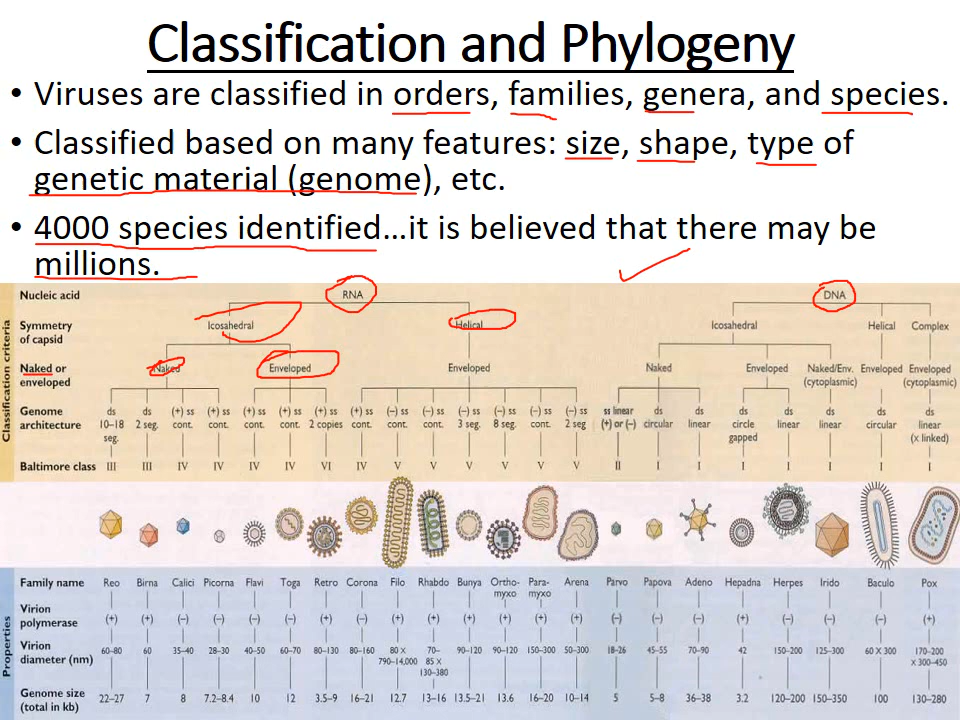 Classification and Phylogeny
• Viruses are classified in orders, families, genera, and species.
• Classified based on many features: size, shape, type of
genetic material (genome), etc.
• 4000 species identified...it is believed that there may be
millions.
Classification criteria
Nucleic acid RNA DNA
Symmetry of capsid Icosahedral Helical Icosahedral Helical Complex
Naked or enveloped Naked Enveloped Enveloped Naked Enveloped Naked/Env. (cytoplasmic) Enveloped Enveloped (cytoplasmic)
Genome architecture ds 10-18 seg. ds 2 seg. (+) ss cont. (+) ss cont. (+) ss cont. (+) ss cont. (+) ss 2 copies (+) ss cont. (–) ss cont. (–) ss cont. (–) ss 3 seg. (–) ss 8 seg. (–) ss cont. (–) ss 2 seg ss linear (+) or (–) ds circular ds linear ds circle gapped ds linear ds linear ds circular ds linear (x linked)
Baltimore class III III IV IV IV IV VI IV V V V V V V II I I I I I I I
Properties
Family name Reo Birna Calici Picorna Flavi Toga Retro Corona Filo Rhabdo Bunya Ortho-myxo Para-myxo Arena Parvo Papova Adeno Hepadna Herpes Irido Baculo Pox
Virion polymerase (+) (+) (–) (–) (–) (–) (+) (–) (+) (+) (+) (+) (+) (+) (–) (–) (–) (+) (–) (–) (–) (+)
Virion diameter (nm) 60-80 60 35-40 28-30 40-50 60-70 80-130 80-160 80 X 790-14,000 70-85 X 130-380 90-120 90-120 150-300 50-300 18-26 45-55 70-90 42 150-200 125-300 60 X 300 170-200 X 300-450
Genome size (total in kb) 22-27 7 8 7.2-8.4 10 12 3.5-9 16-21 12.7 13-16 13.5-21 13.6 16-20 10-14 5 5-8 36-38 3.2 120-200 150-350 100 130-280